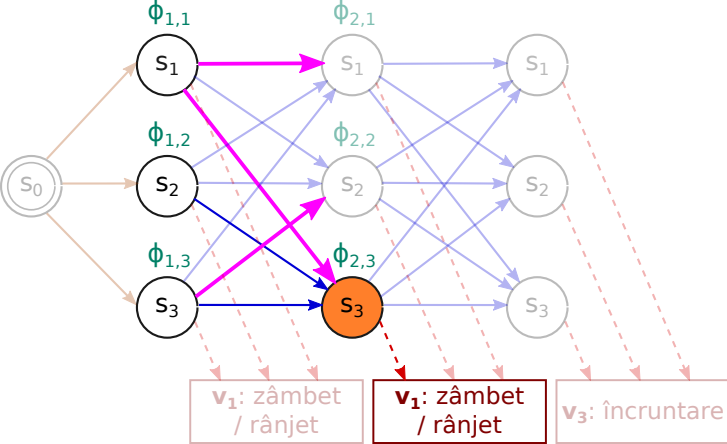 ϕ1,1 ϕ2,1
s1 s1 s1
ϕ1,2 ϕ2,2
s0 s2 s2 s2
ϕ1,3 ϕ2,3
s3 s3 s3
v1: zâmbet
/ rânjet
v1: zâmbet
/ rânjet
v3: încruntare